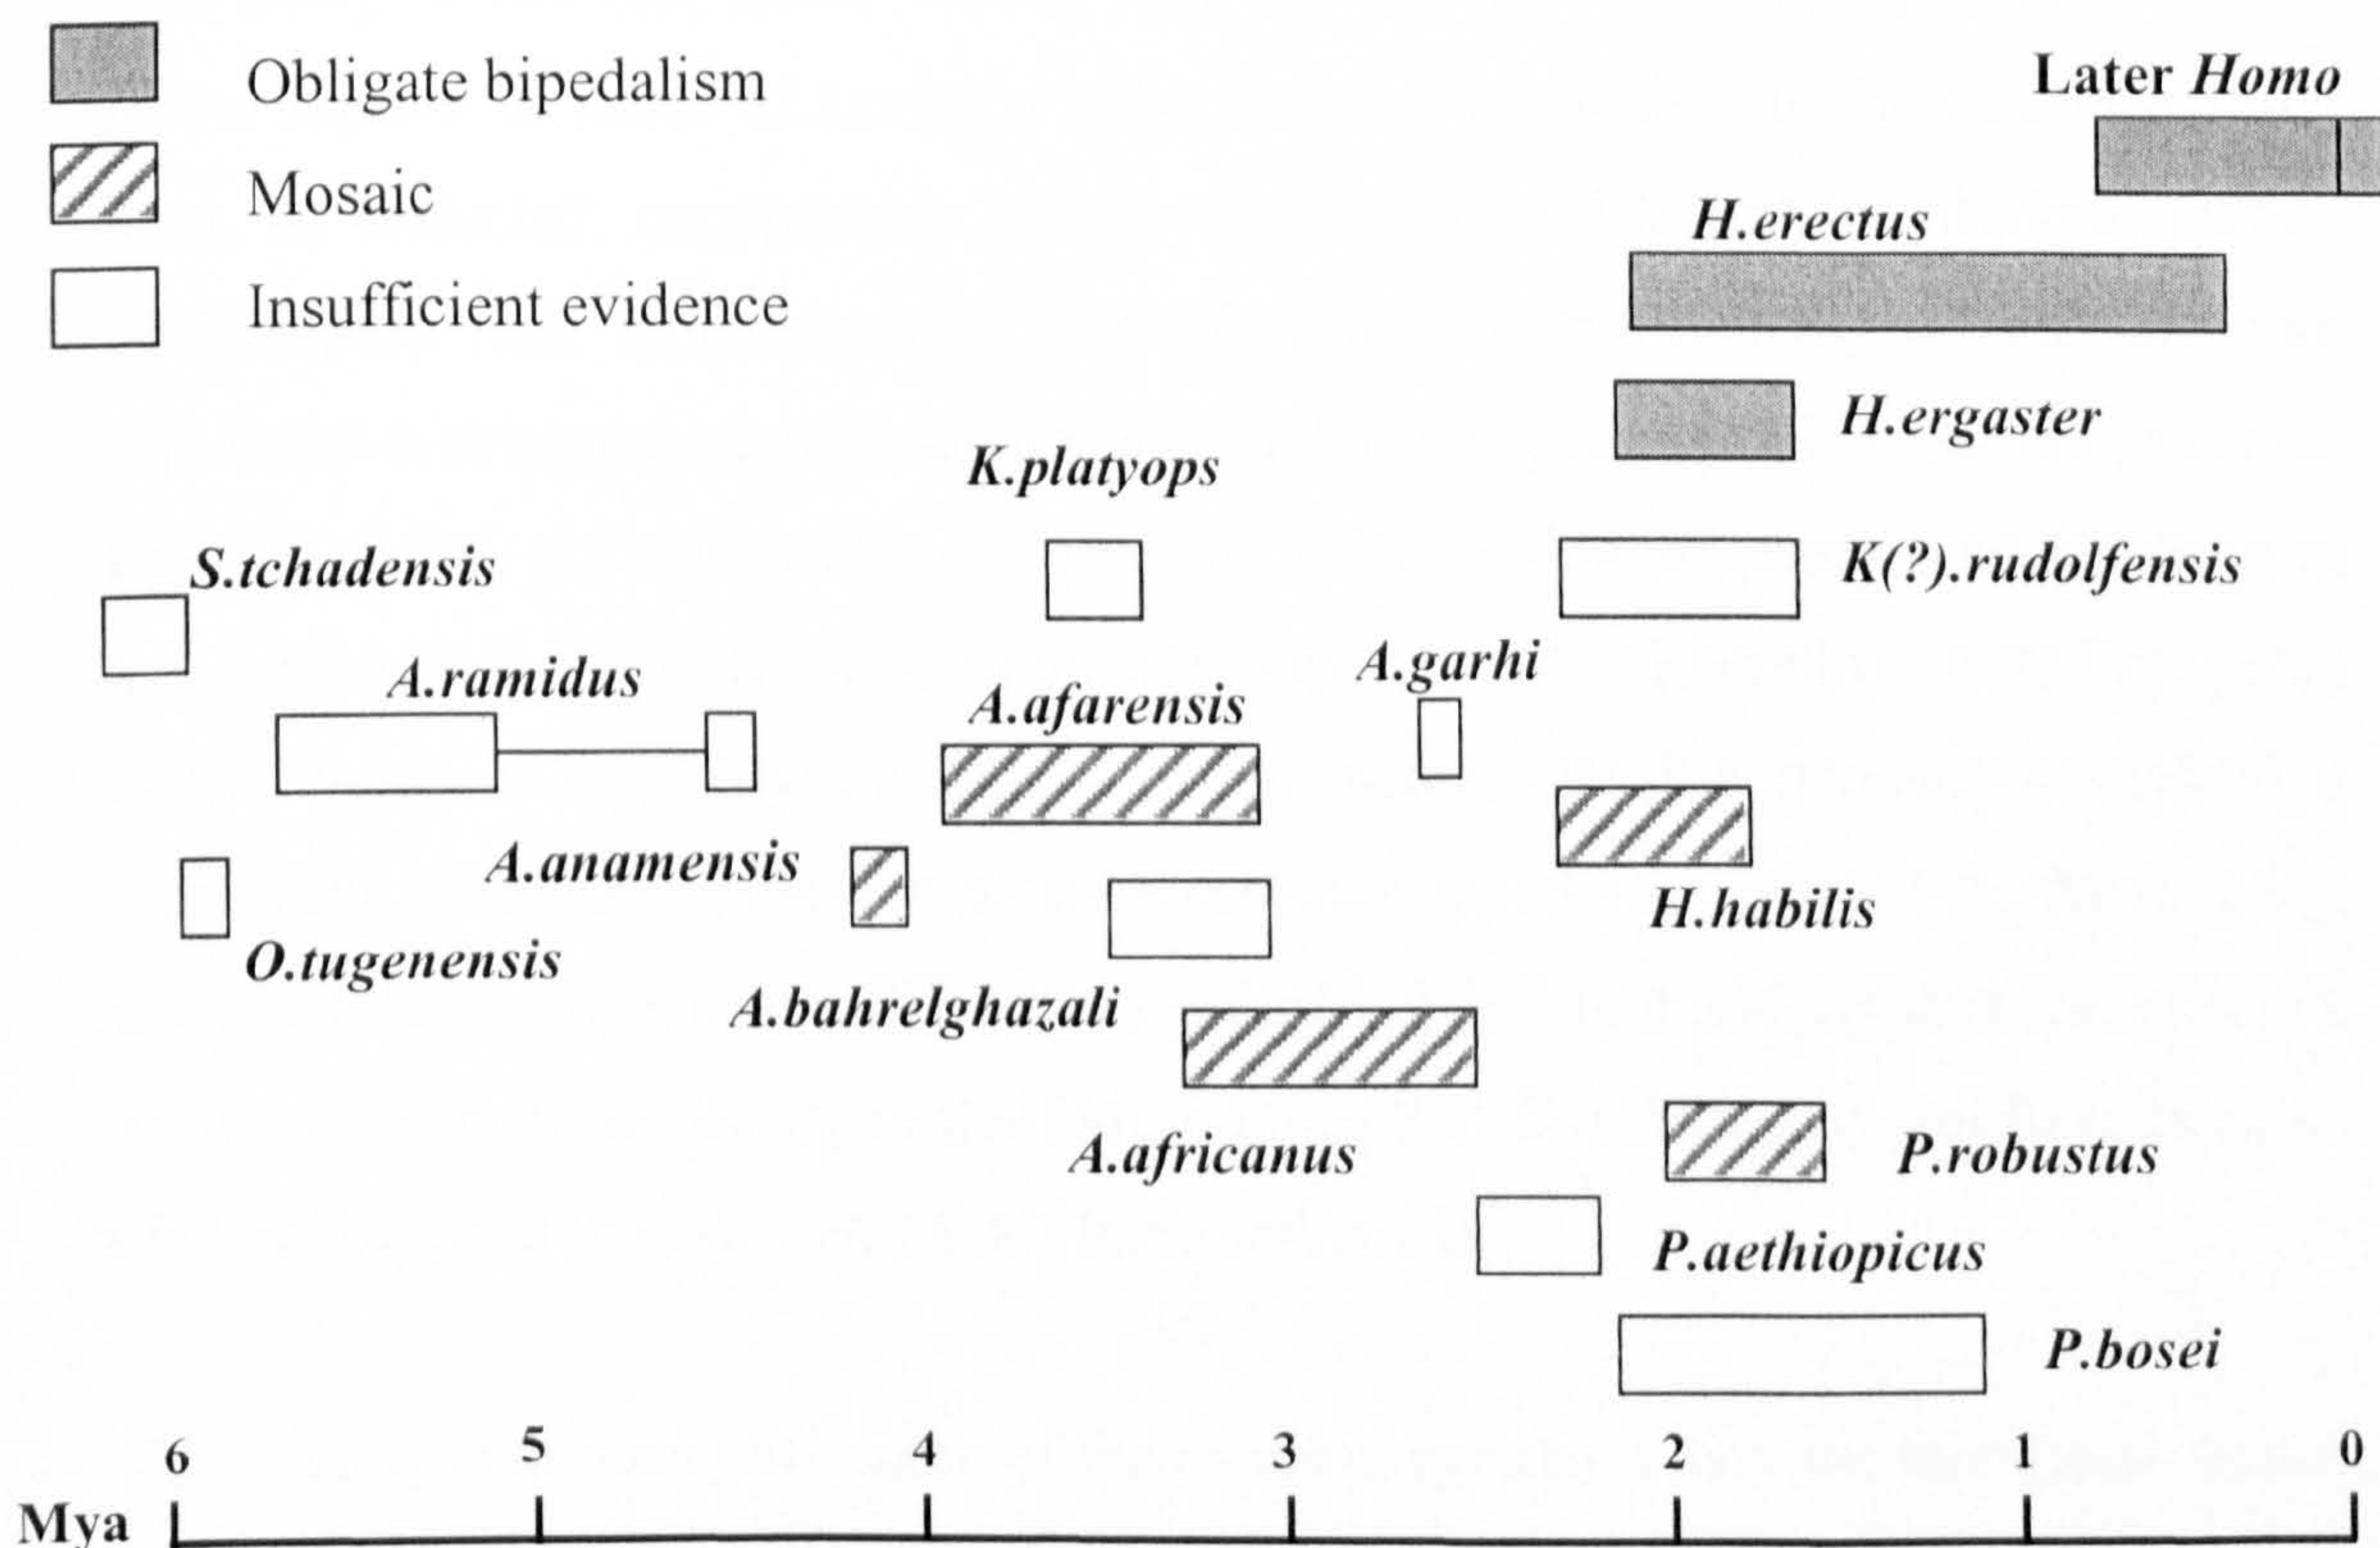 Obligate bipedalism
Mosaic
Insufficient evidence
Later Homo
H.erectus
H.ergaster
K.platyops
K(?).rudolfensis
S.tchadensis
A.ramidus
A.garhi
A.afarensis
A.anamensis
H.habilis
O.tugenensis
A.bahrelghazali
A.africanus
P.robustus
P.aethiopicus
P.bosei
6 5 4 3 2 1 0
Mya